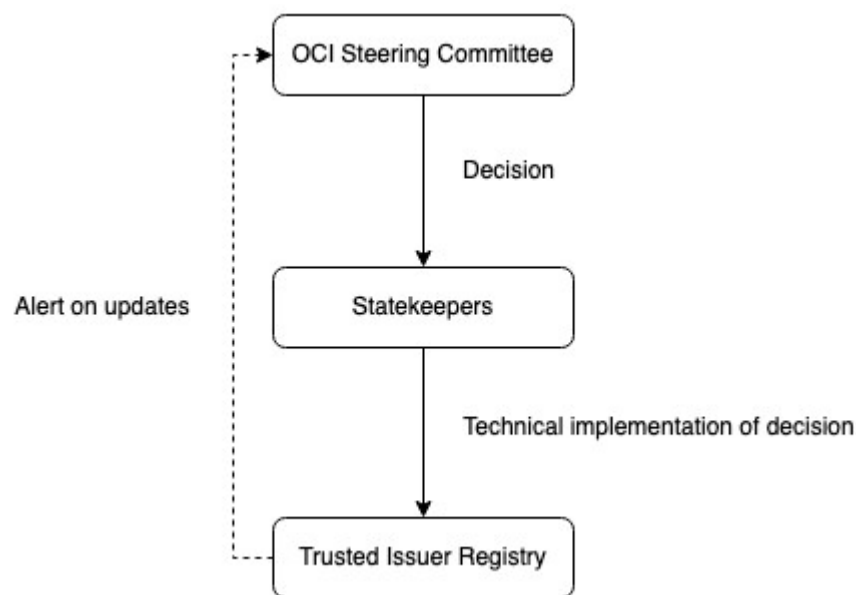 OCI Steering Committee
Decision
Statekeepers
Alert on updates
Technical implementation of decision
Trusted Issuer Registry